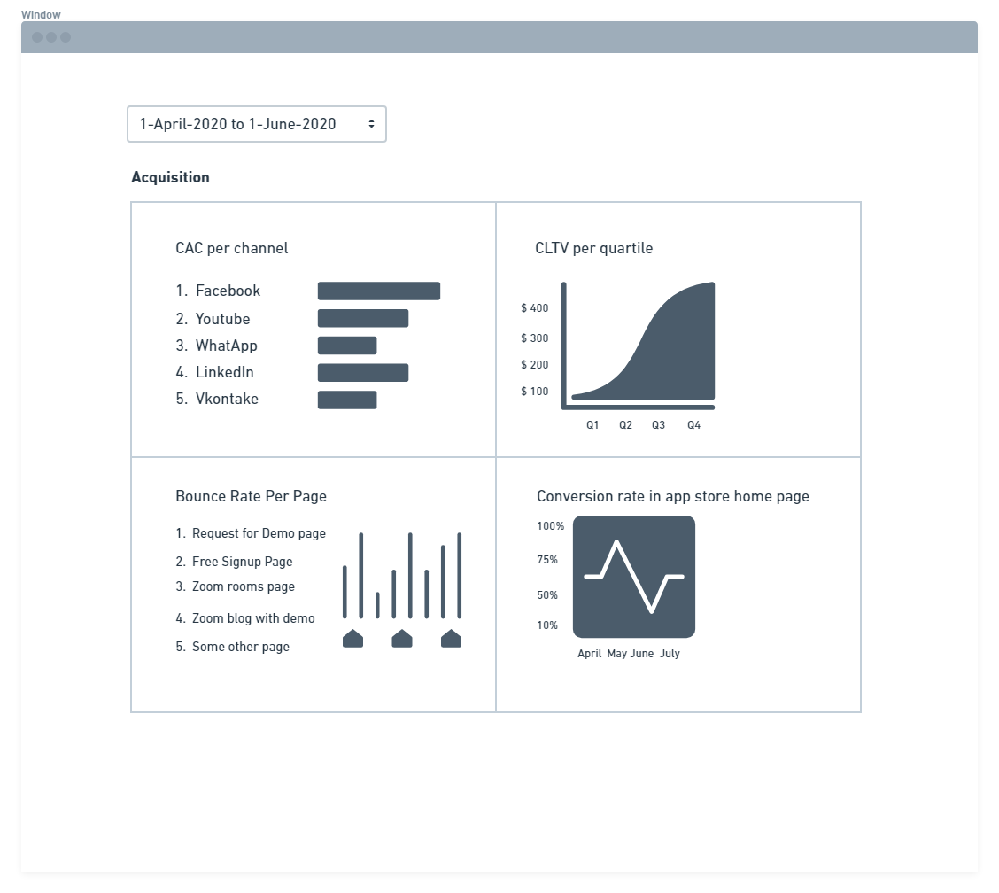 Window
1-April-2020 to 1-June-2020
Acquisition
CAC per channel
1. Facebook
2. Youtube
3. WhatApp
4. LinkedIn
5. Vkontake
CLTV per quartile
$ 400
$ 300
$ 200
$ 100
Q1 Q2 Q3 Q4
Bounce Rate Per Page
1. Request for Demo page
2. Free Signup Page
3. Zoom rooms page
4. Zoom blog with demo
5. Some other page
Conversion rate in app store home page
100%
75%
50%
10%
April May June July